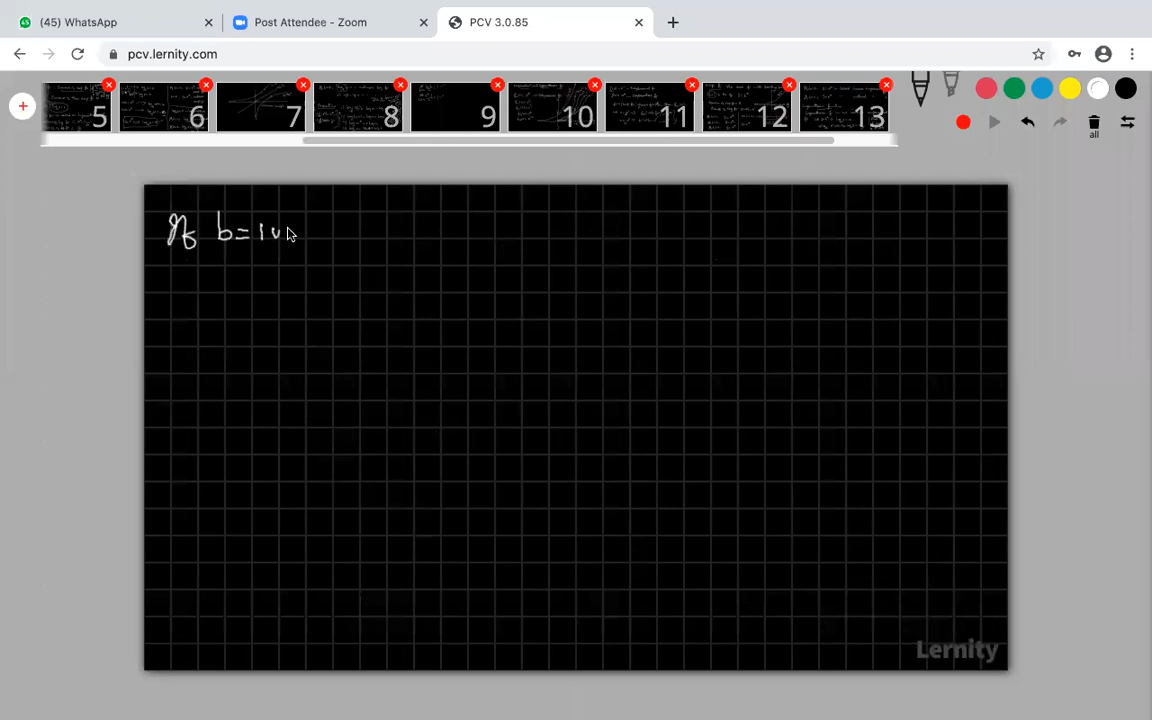 (45) WhatsApp
Post Attendee - Zoom
PCV 3.0.85
pcv.lernity.com
5 6 7 8 9 10 11 12 13
all
If b=10
Lernity